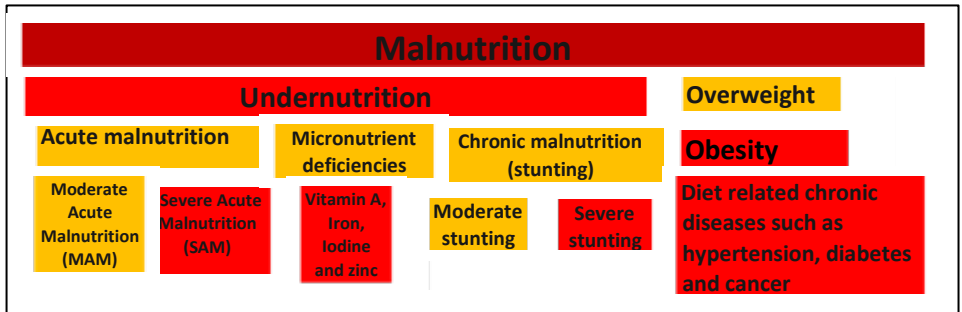 Malnutrition
Undernutrition
Overweight
Acute malnutrition
Micronutrient
deficiencies
Chronic malnutrition
(stunting)
Obesity
Moderate
Acute
Malnutrition
(MAM)
Severe Acute
Malnutrition
(SAM)
Vitamin A,
Iron,
Iodine
and zinc
Moderate
stunting
Severe
stunting
Diet related chronic
diseases such as
hypertension, diabetes
and cancer